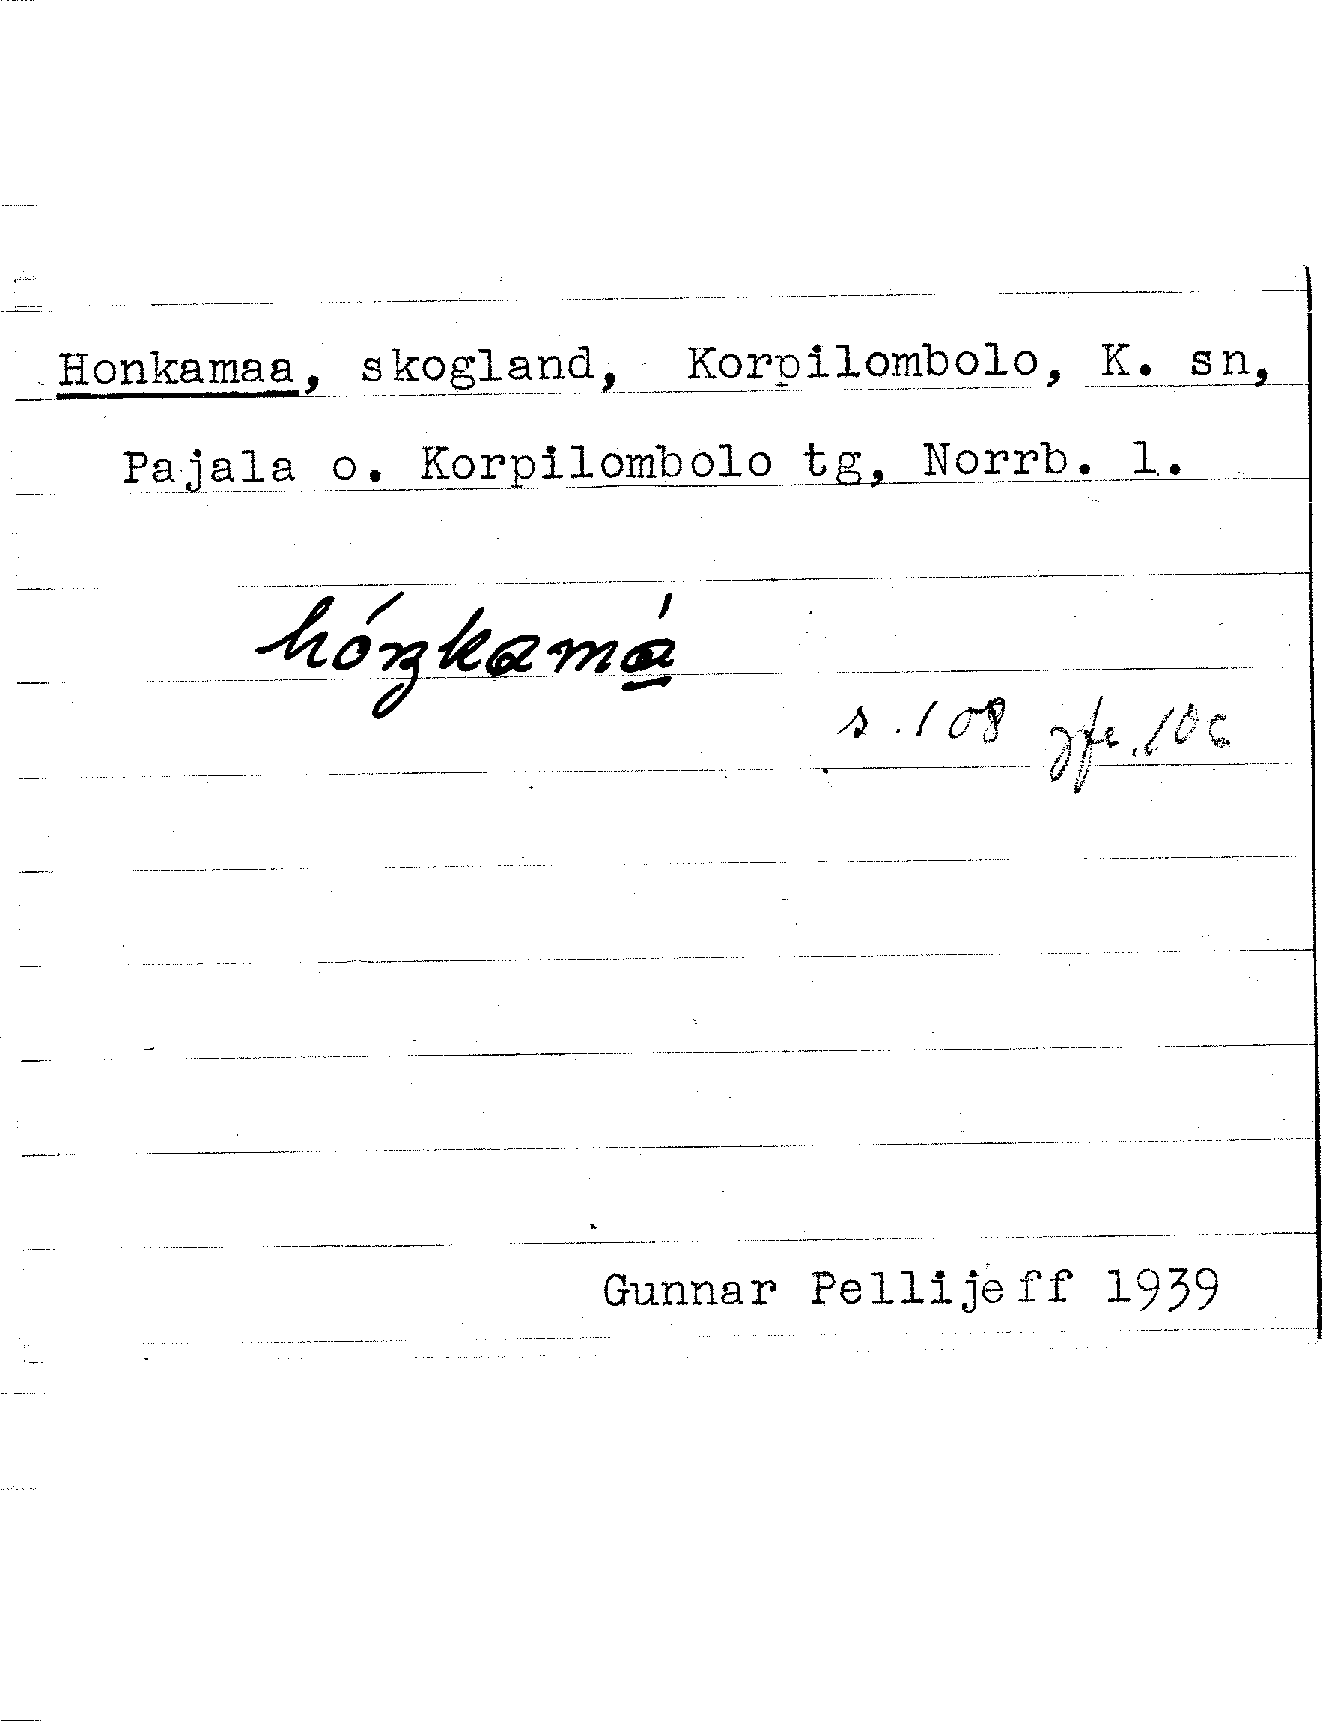 Honkamaa, skogland, Korpilombolo, K. sn,
Pajala o. Korpilombolo tg, Norrb. l.
hóŋkamá̱
s. 108
Gunnar Pellijeff 1939